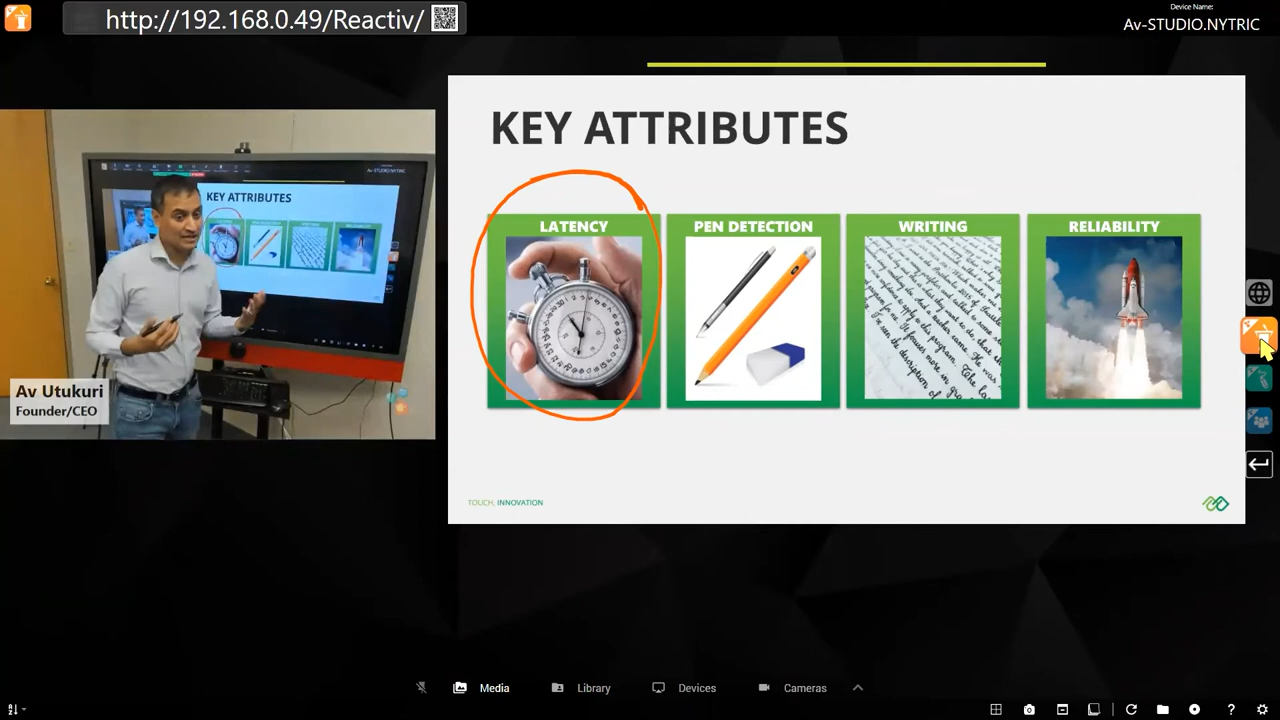 http://192.168.0.49/Reactiv/
Device Name:
Av-STUDIO.NYTRIC
KEY ATTRIBUTES
LATENCY
PEN DETECTION
WRITING
RELIABILITY
KEY ATTRIBUTES
Av Utukuri
Founder/CEO
TOUCH, INNOVATION
Media
Library
Devices
Cameras